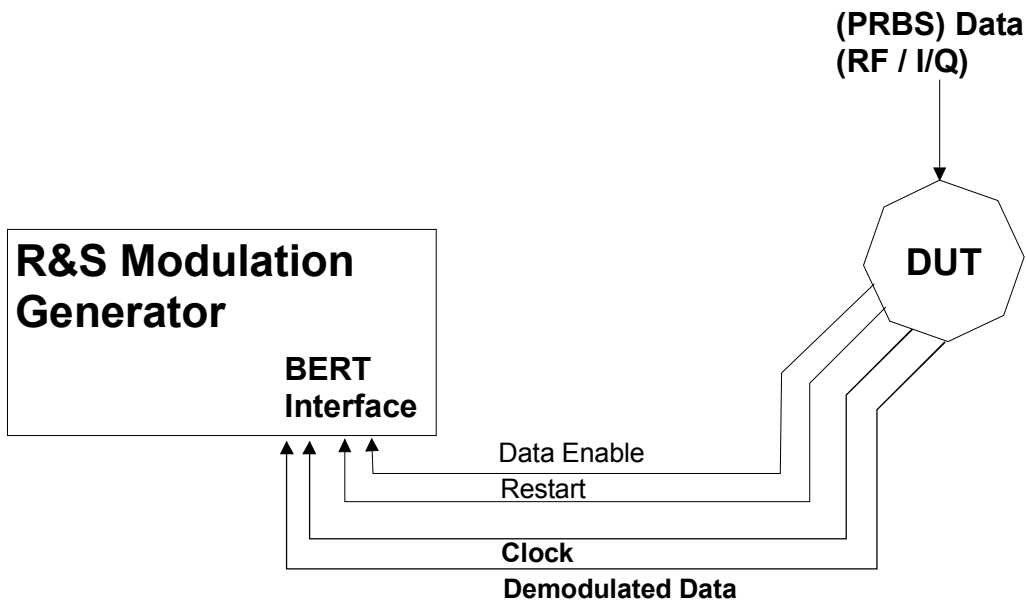 (PRBS) Data
(RF / I/Q)
DUT
R&S Modulation
Generator
BERT
Interface
Data Enable
Restart
Clock
Demodulated Data